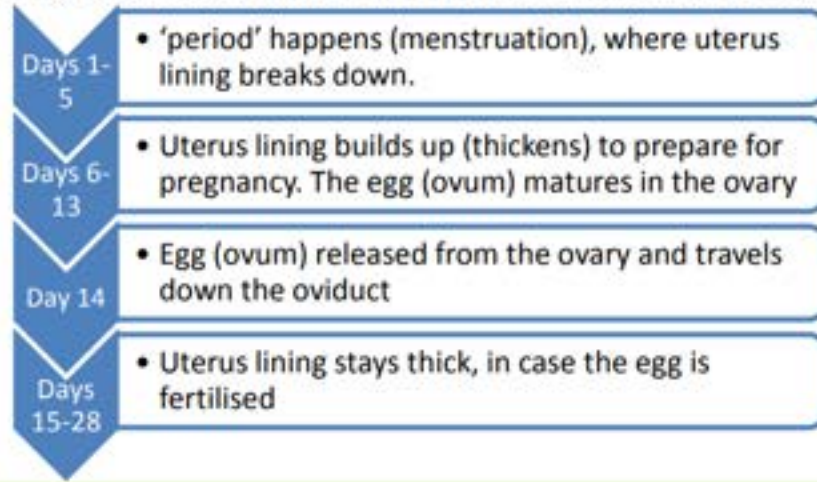 Days 1-
5
• ‘period’ happens (menstruation), where uterus
lining breaks down.
Days 6-
13
• Uterus lining builds up (thickens) to prepare for
pregnancy. The egg (ovum) matures in the ovary
Day 14
• Egg (ovum) released from the ovary and travels
down the oviduct
Days
15-28
• Uterus lining stays thick, in case the egg is
fertilised